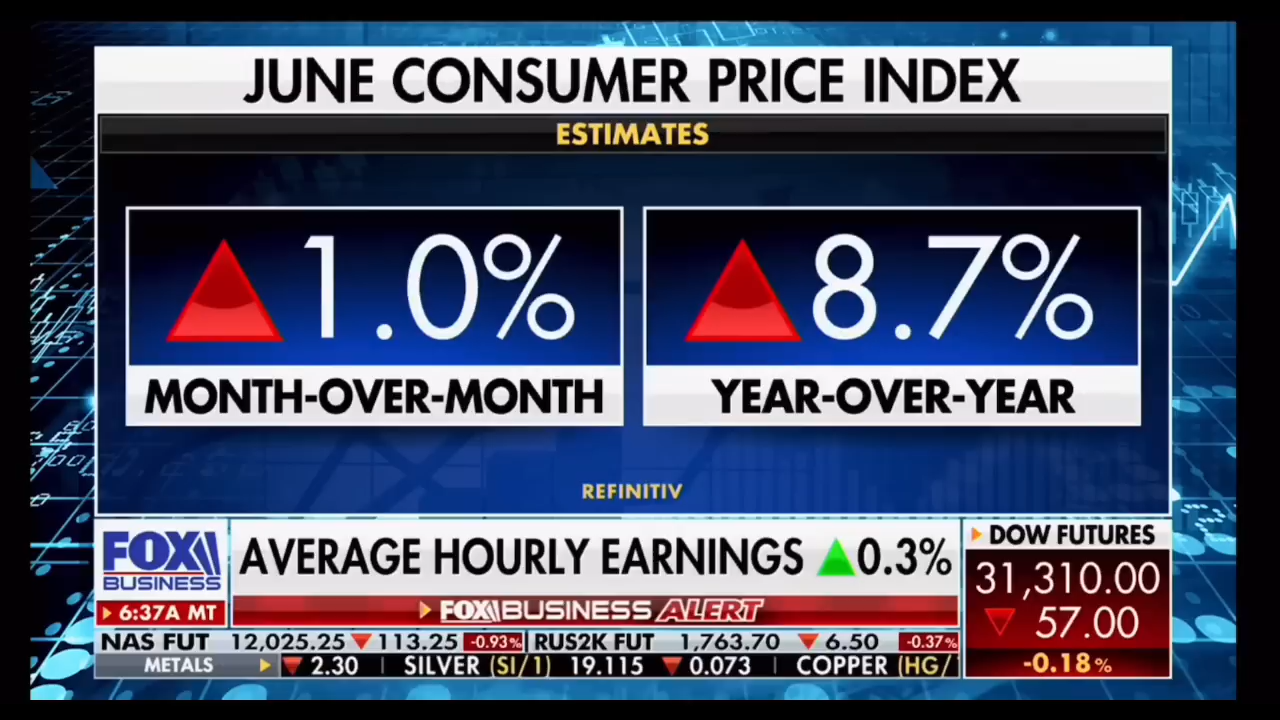 JUNE CONSUMER PRICE INDEX
ESTIMATES
▲1.0%
MONTH-OVER-MONTH
▲8.7%
YEAR-OVER-YEAR
REFINITIV
FOX BUSINESS
6:37A MT
AVERAGE HOURLY EARNINGS ▲0.3%
FOX BUSINESS ALERT
DOW FUTURES
31,310.00
▼ 57.00
-0.18%
NAS FUT 12,025.25 ▼ 113.25 -0.93% RUS2K FUT 1,763.70 ▼ 6.50 -0.37%
METALS ▼ 2.30 SILVER (SI/1) 19.115 ▼ 0.073 COPPER (HG/